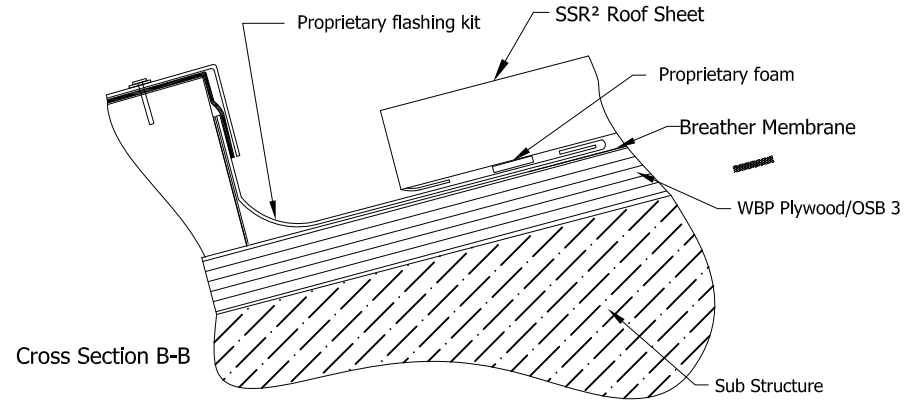 SSR² Roof Sheet
Proprietary flashing kit
Proprietary foam
Breather Membrane
WBP Plywood/OSB 3
Cross Section B-B
Sub Structure